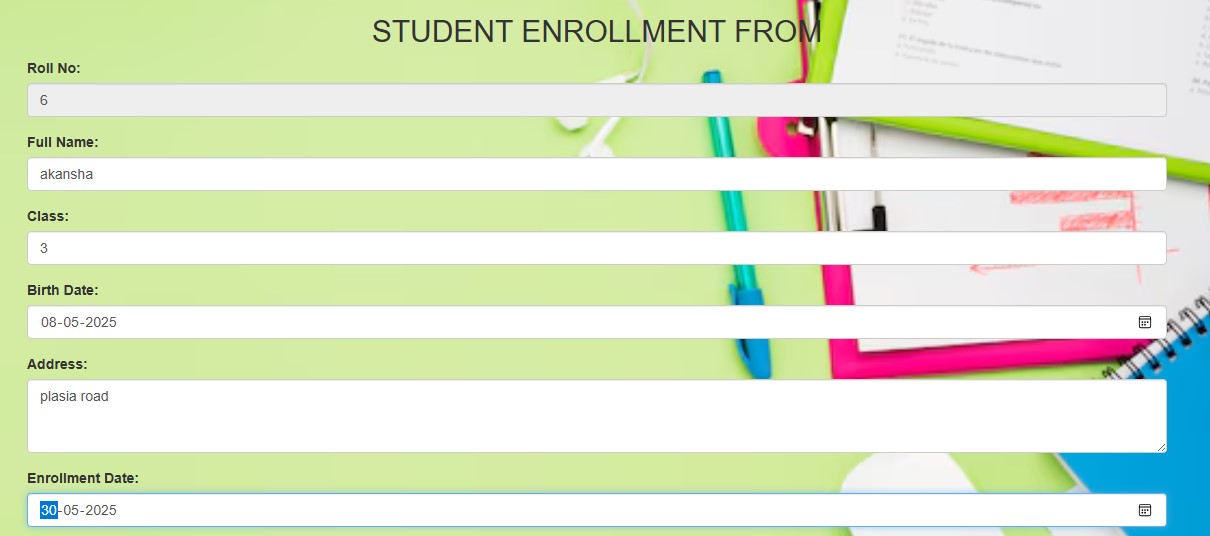 STUDENT ENROLLMENT FROM
Roll No:
6
Full Name:
akansha
Class:
3
Birth Date:
08-05-2025
Address:
plasia road
Enrollment Date:
30-05-2025